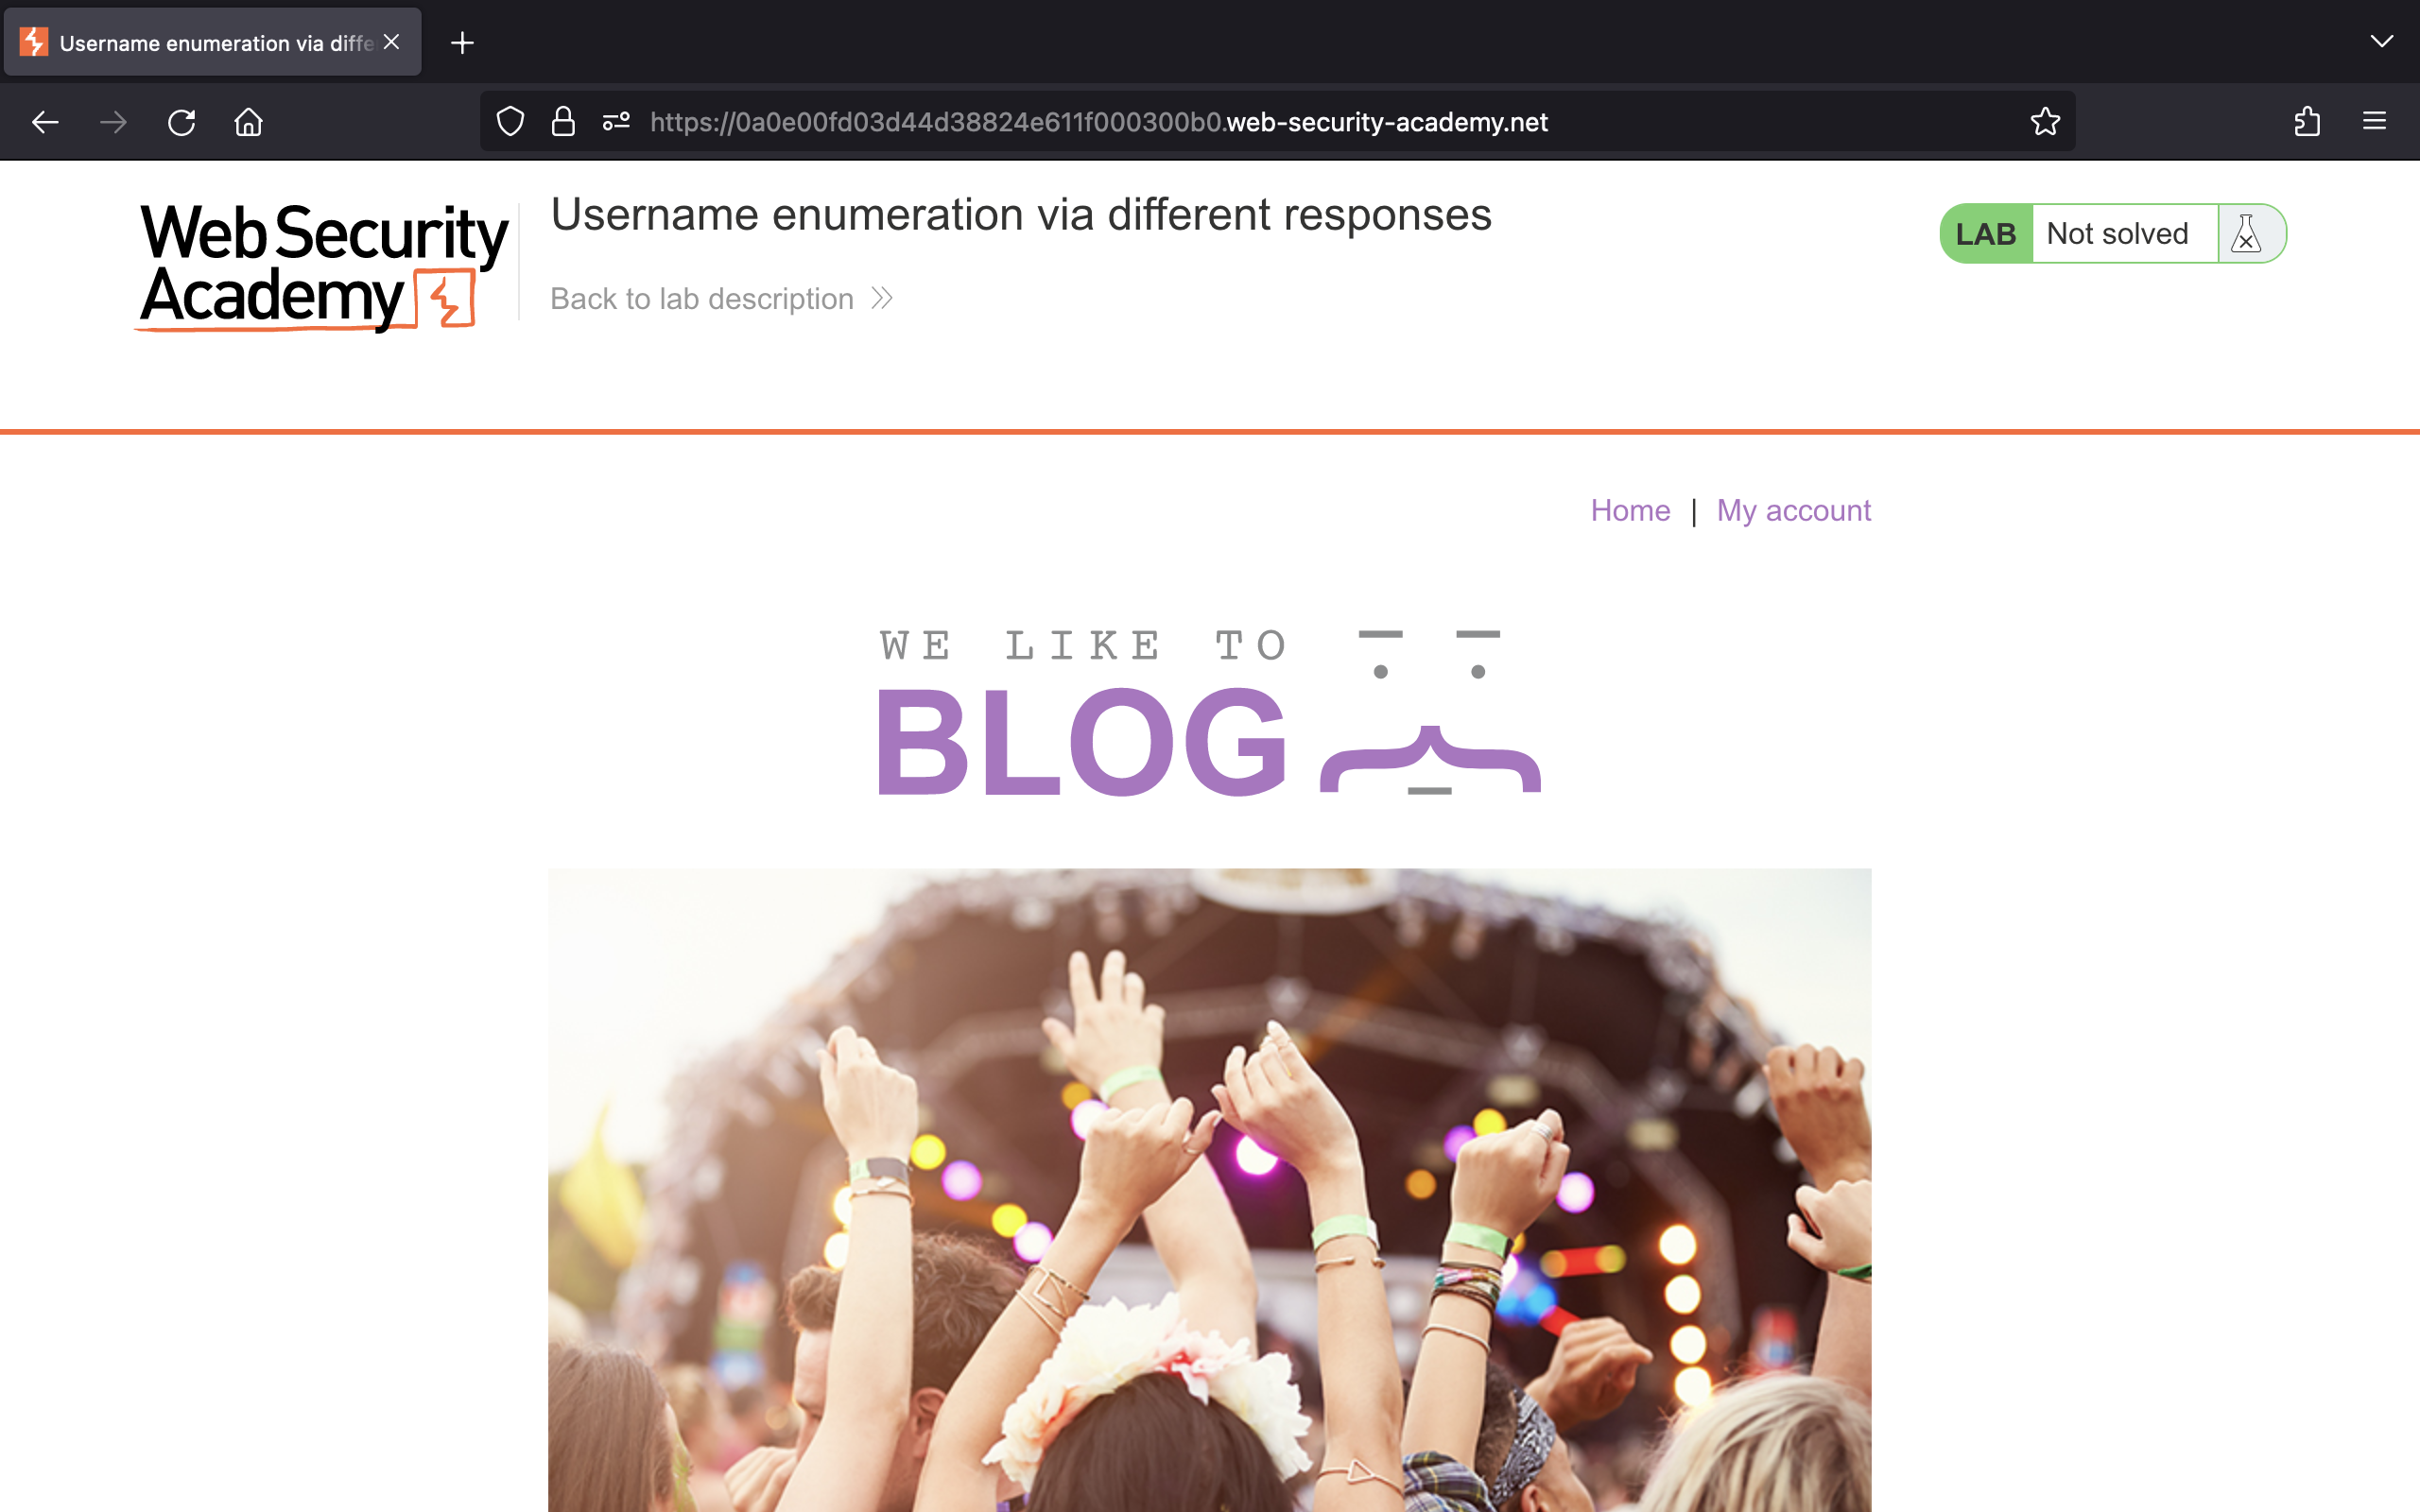 Username enumeration via diffe
https://0a0e00fd03d44d38824e611f000300b0.web-security-academy.net
Web Security
Academy
Username enumeration via different responses
Back to lab description
LAB Not solved
Home | My account
WE LIKE TO
BLOG